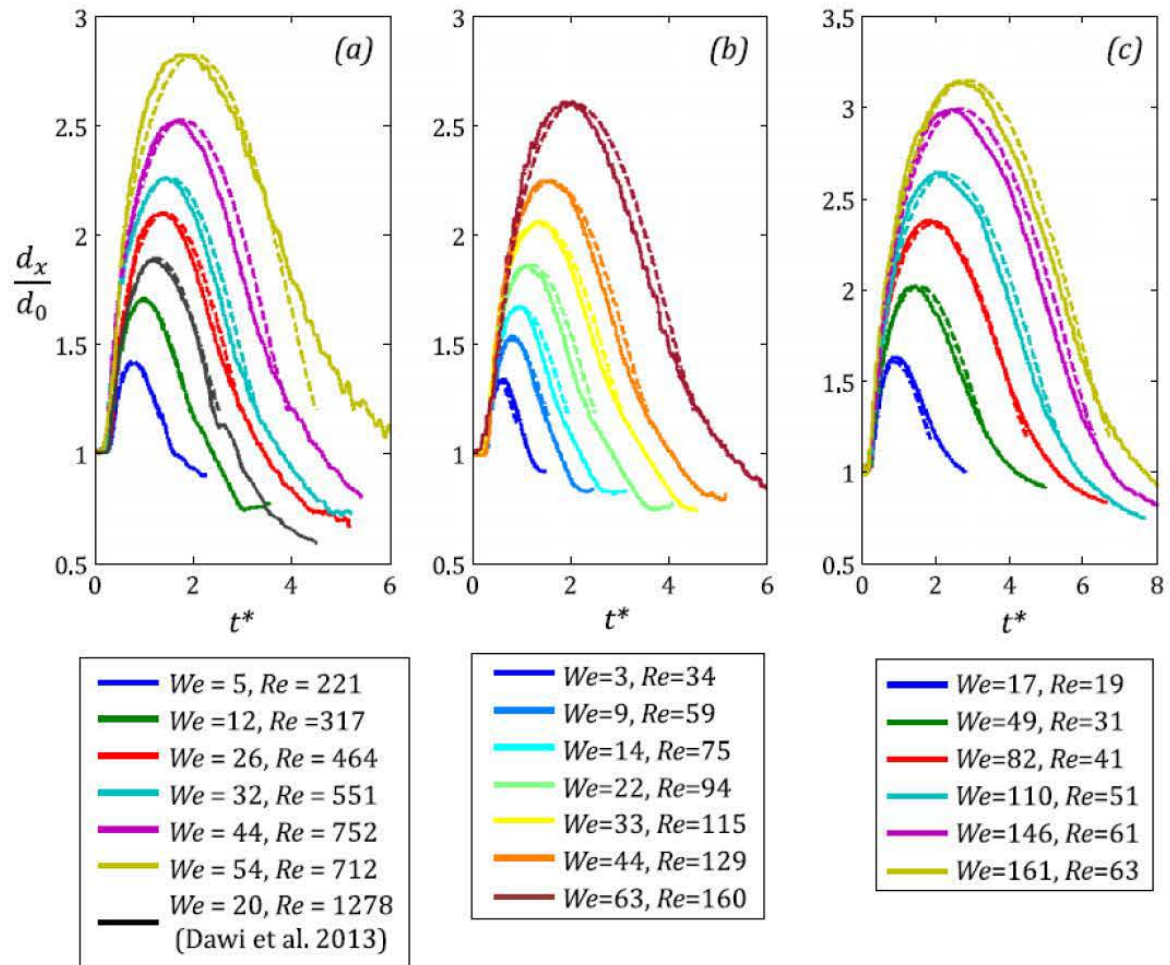 (a)
(b)
(c)
3
2.5
2
1.5
1
0.5
0
2
4
6
3
2.5
2
1.5
1
0.5
0
2
4
6
3.5
3
2.5
2
1.5
1
0.5
0
2
4
6
8
dx
d0
t*
t*
t*
We = 5, Re = 221
We = 12, Re =317
We = 26, Re = 464
We = 32, Re = 551
We = 44, Re = 752
We = 54, Re = 712
We = 20, Re = 1278
(Dawi et al. 2013)
We=3, Re=34
We=9, Re=59
We=14, Re=75
We=22, Re=94
We=33, Re=115
We=44, Re=129
We=63, Re=160
We=17, Re=19
We=49, Re=31
We=82, Re=41
We=110, Re=51
We=146, Re=61
We=161, Re=63